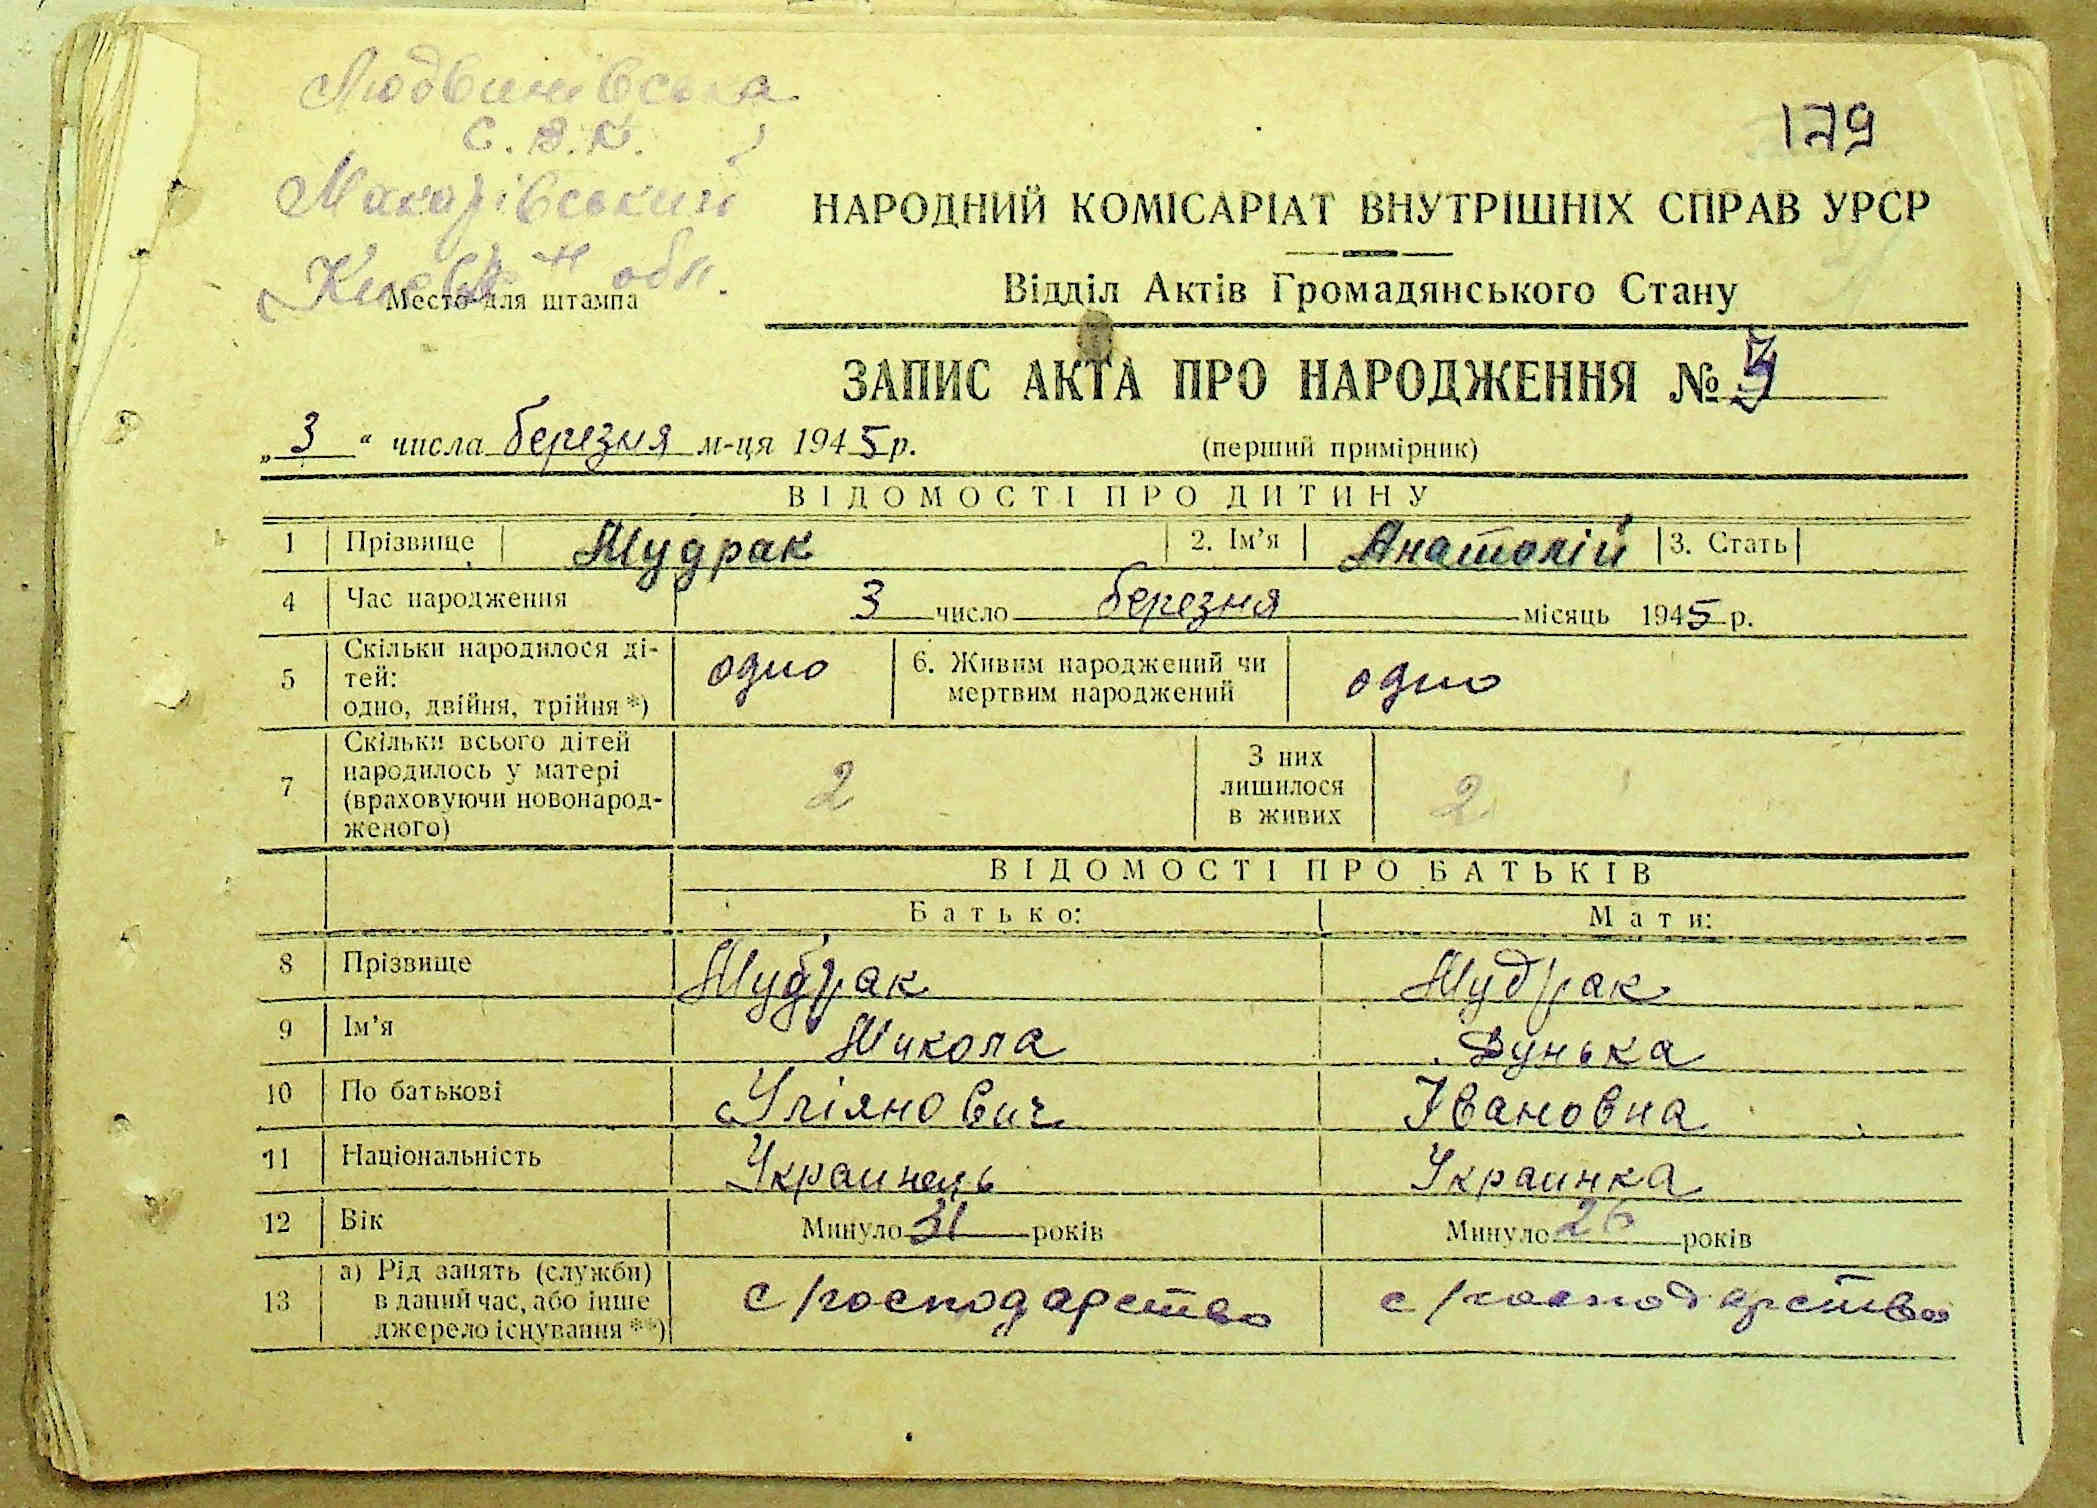 Людвинівська
С.В.К.
179
Макарівський
НАРОДНИЙ КОМІСАРІАТ ВНУТРІШНІХ СПРАВ УРСР
обл.
Место для штампа
Відділ Актів Громадянського Стану
ЗАПИС АКТА ПРО НАРОДЖЕННЯ №
„3“ числа березня м-ця 1945 р.
(перший примірник)
ВІДОМОСТІ ПРО ДИТИНУ
1 Прізвище Мудрак 2. Ім’я Анатолій 3. Стать
4 Час народження 3 число березня місяць 1945 р.
5 Скільки народилося ді-
тей:
одно, двійня, трійня *)
одно
6. Живим народжений чи
мертвим народжений
одно
7 Скільки всього дітей
народилось у матері
(враховуючи новонарод-
женого)
2
З них
лишилося
в живих
2
ВІДОМОСТІ ПРО БАТЬКІВ
Батько: Мати:
8 Прізвище Мудрак Мудрак
9 Ім’я Микола Дунька
10 По батькові Уліянович Івановна
11 Національність Украинець Украинка
12 Вік Минуло 31 років Минуло 26 років
13 а) Рід занять (служби)
в даний час, або інше
джерело існування **)
с/господарство с/господарство